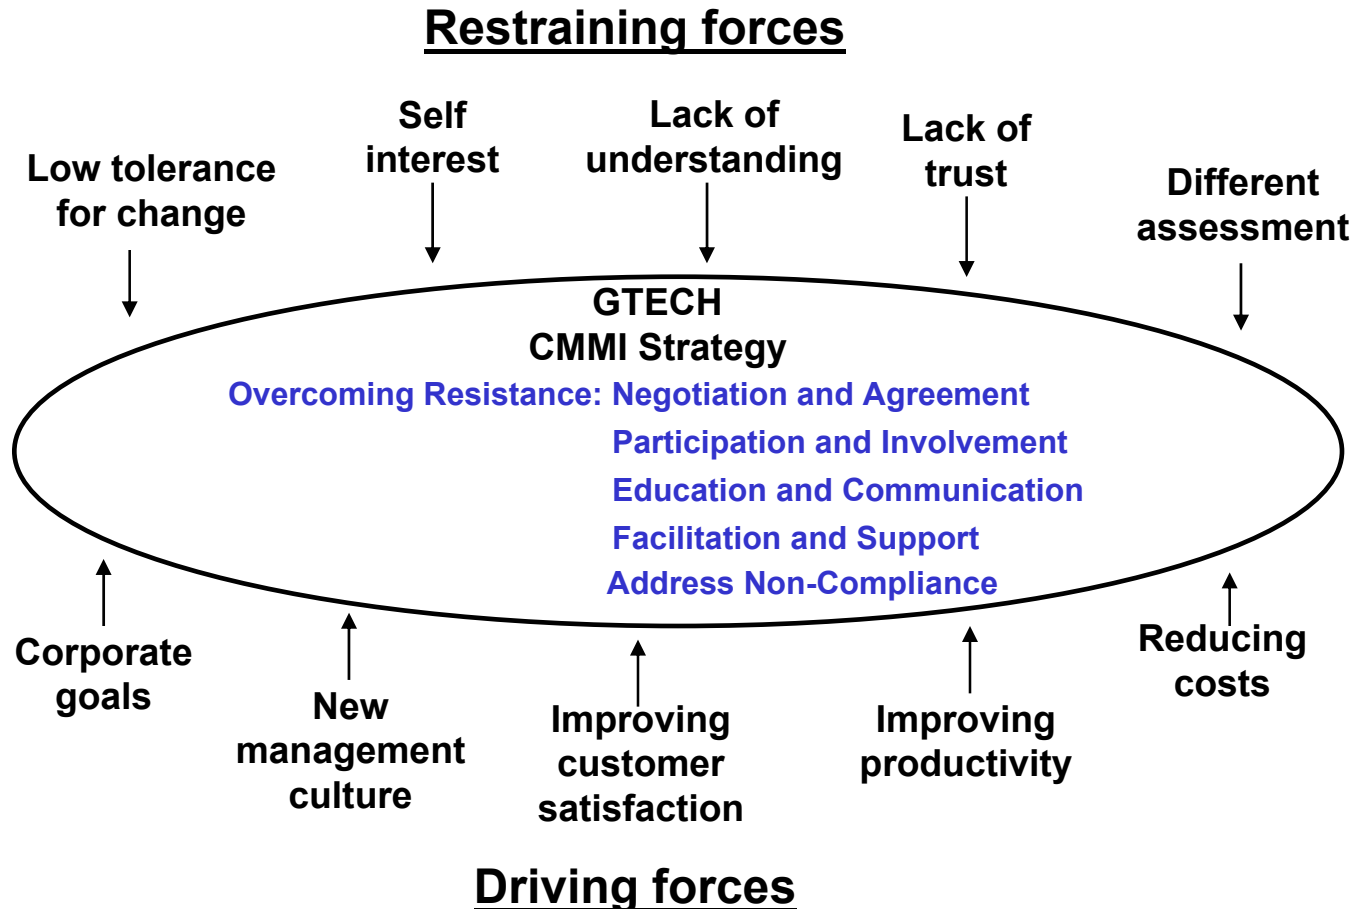 Restraining forces
Low tolerance
for change
Self
interest
Lack of
understanding
Lack of
trust
Different
assessment
GTECH
CMMI Strategy
Overcoming Resistance: Negotiation and Agreement
Participation and Involvement
Education and Communication
Facilitation and Support
Address Non-Compliance
Corporate
goals
New
management
culture
Improving
customer
satisfaction
Improving
productivity
Reducing
costs
Driving forces